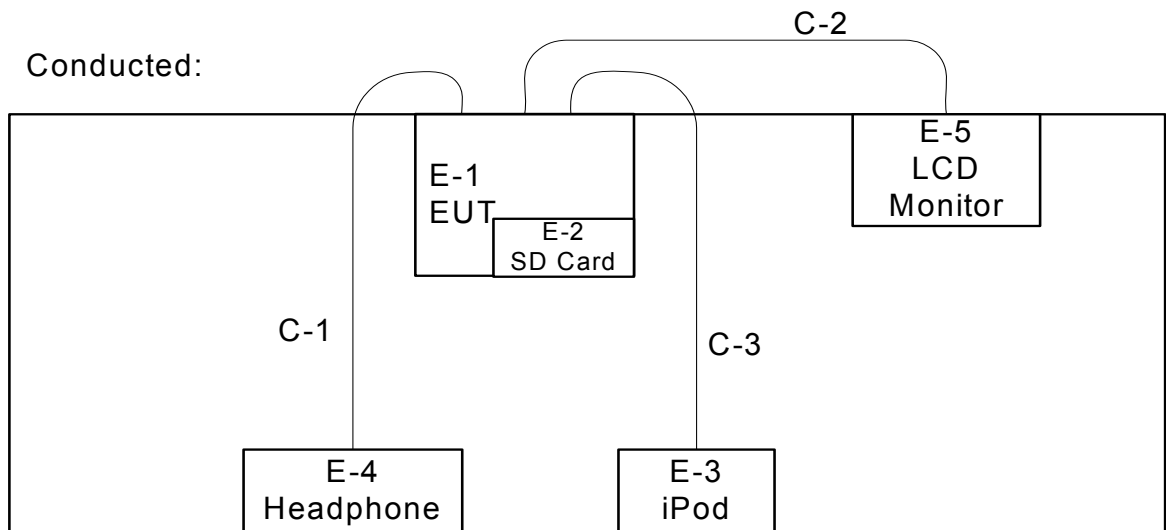 C-2
Conducted:
E-5
LCD
Monitor
E-1
EUT
E-2
SD Card
C-1
C-3
E-4
Headphone
E-3
iPod